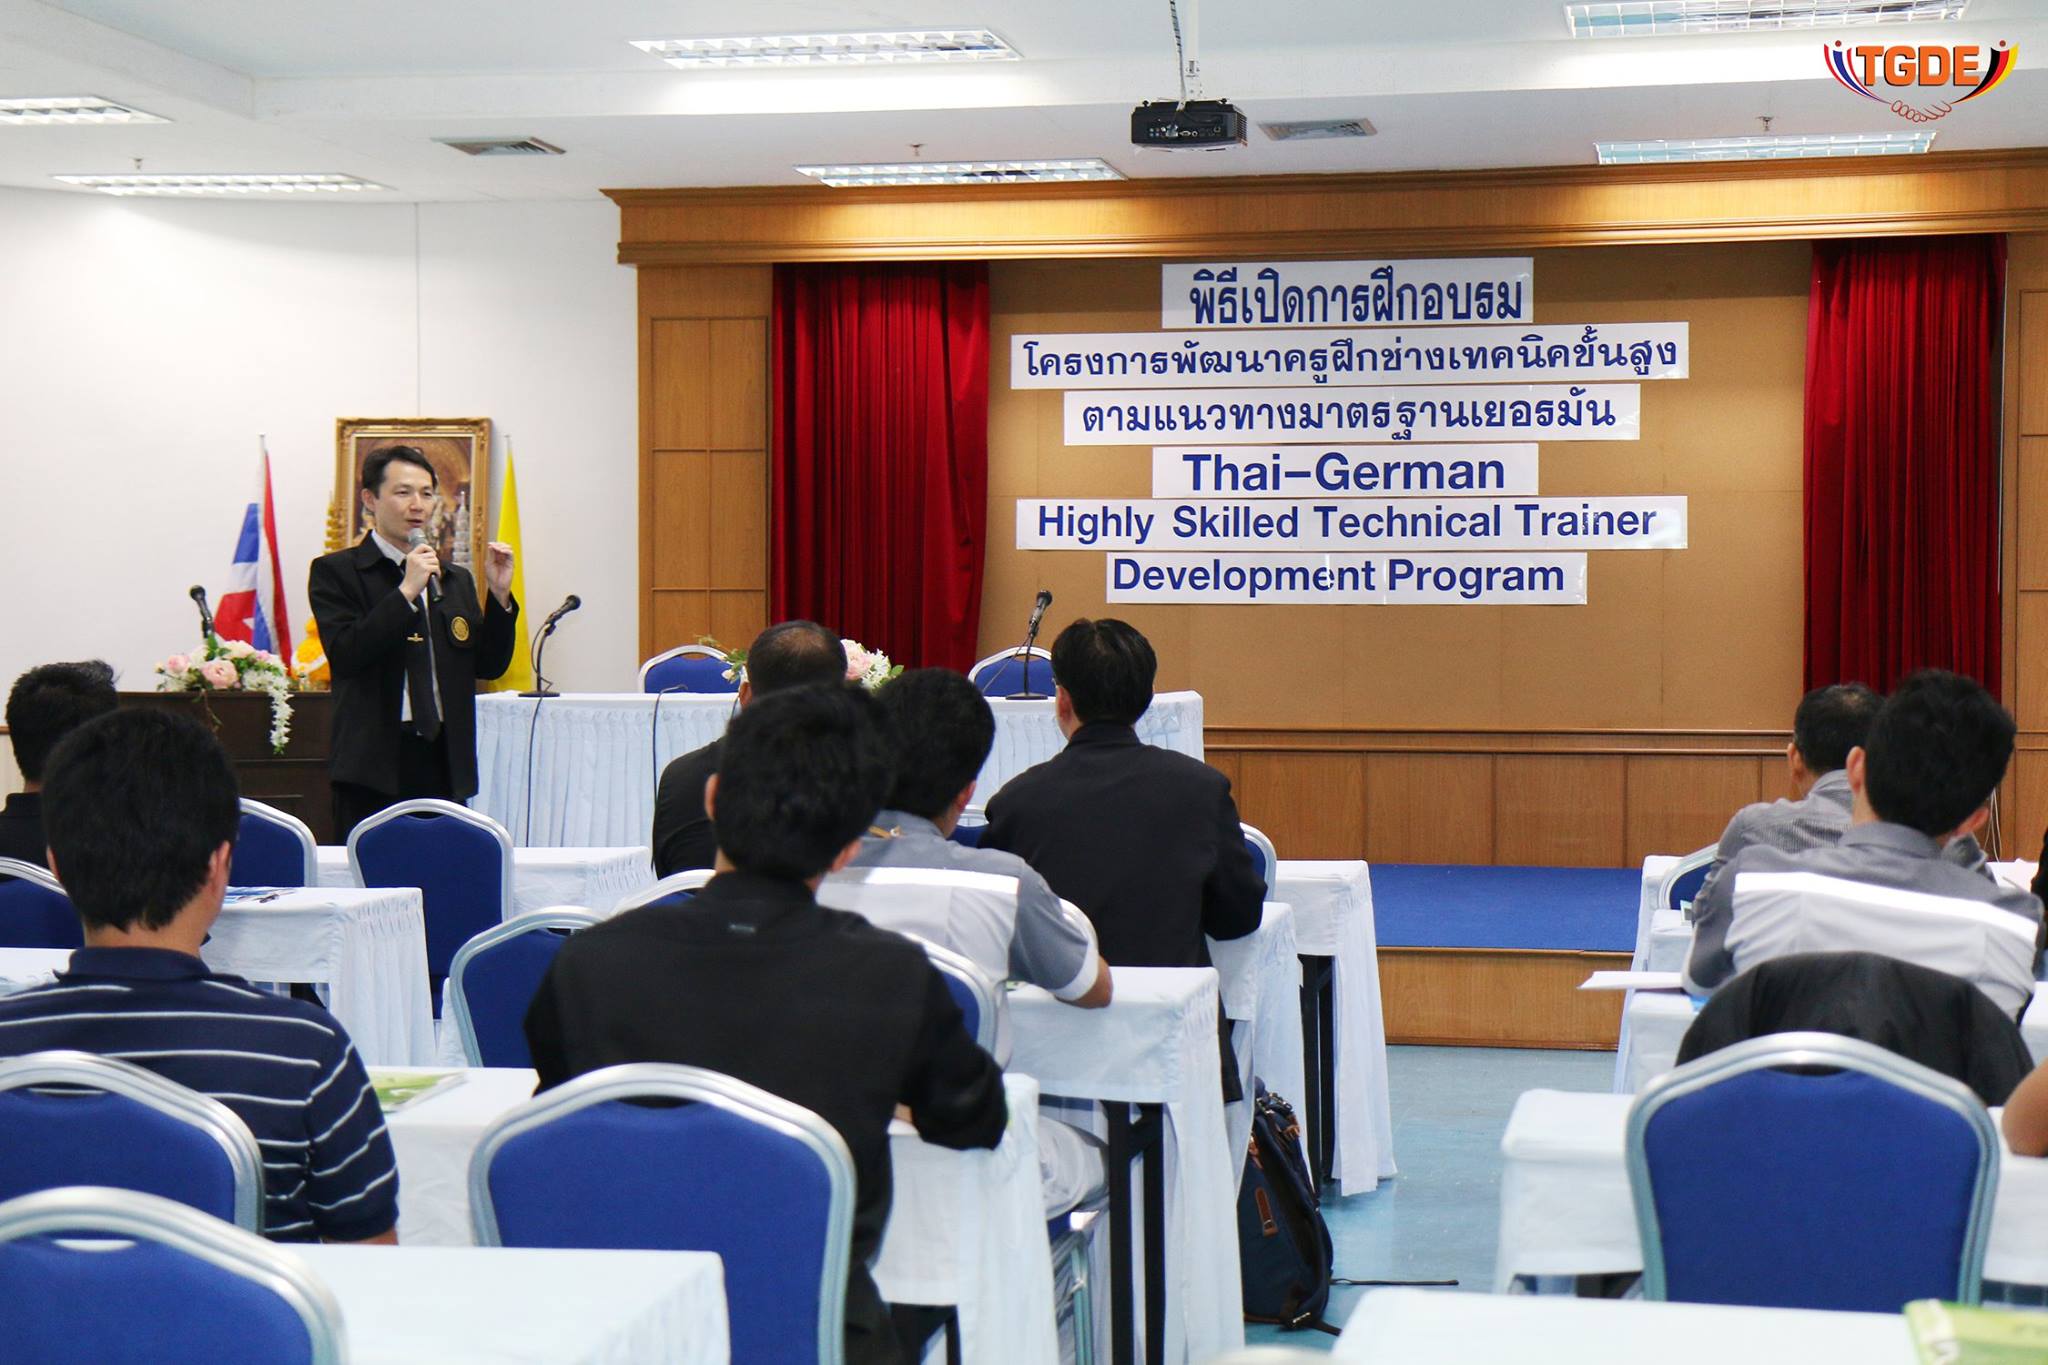 TGDE
พิธีเปิดการฝึกอบรม
โครงการพัฒนาครูฝึกช่างเทคนิคขั้นสูง
ตามแนวทางมาตรฐานเยอรมัน
Thai-German
Highly Skilled Technical Trainer
Development Program